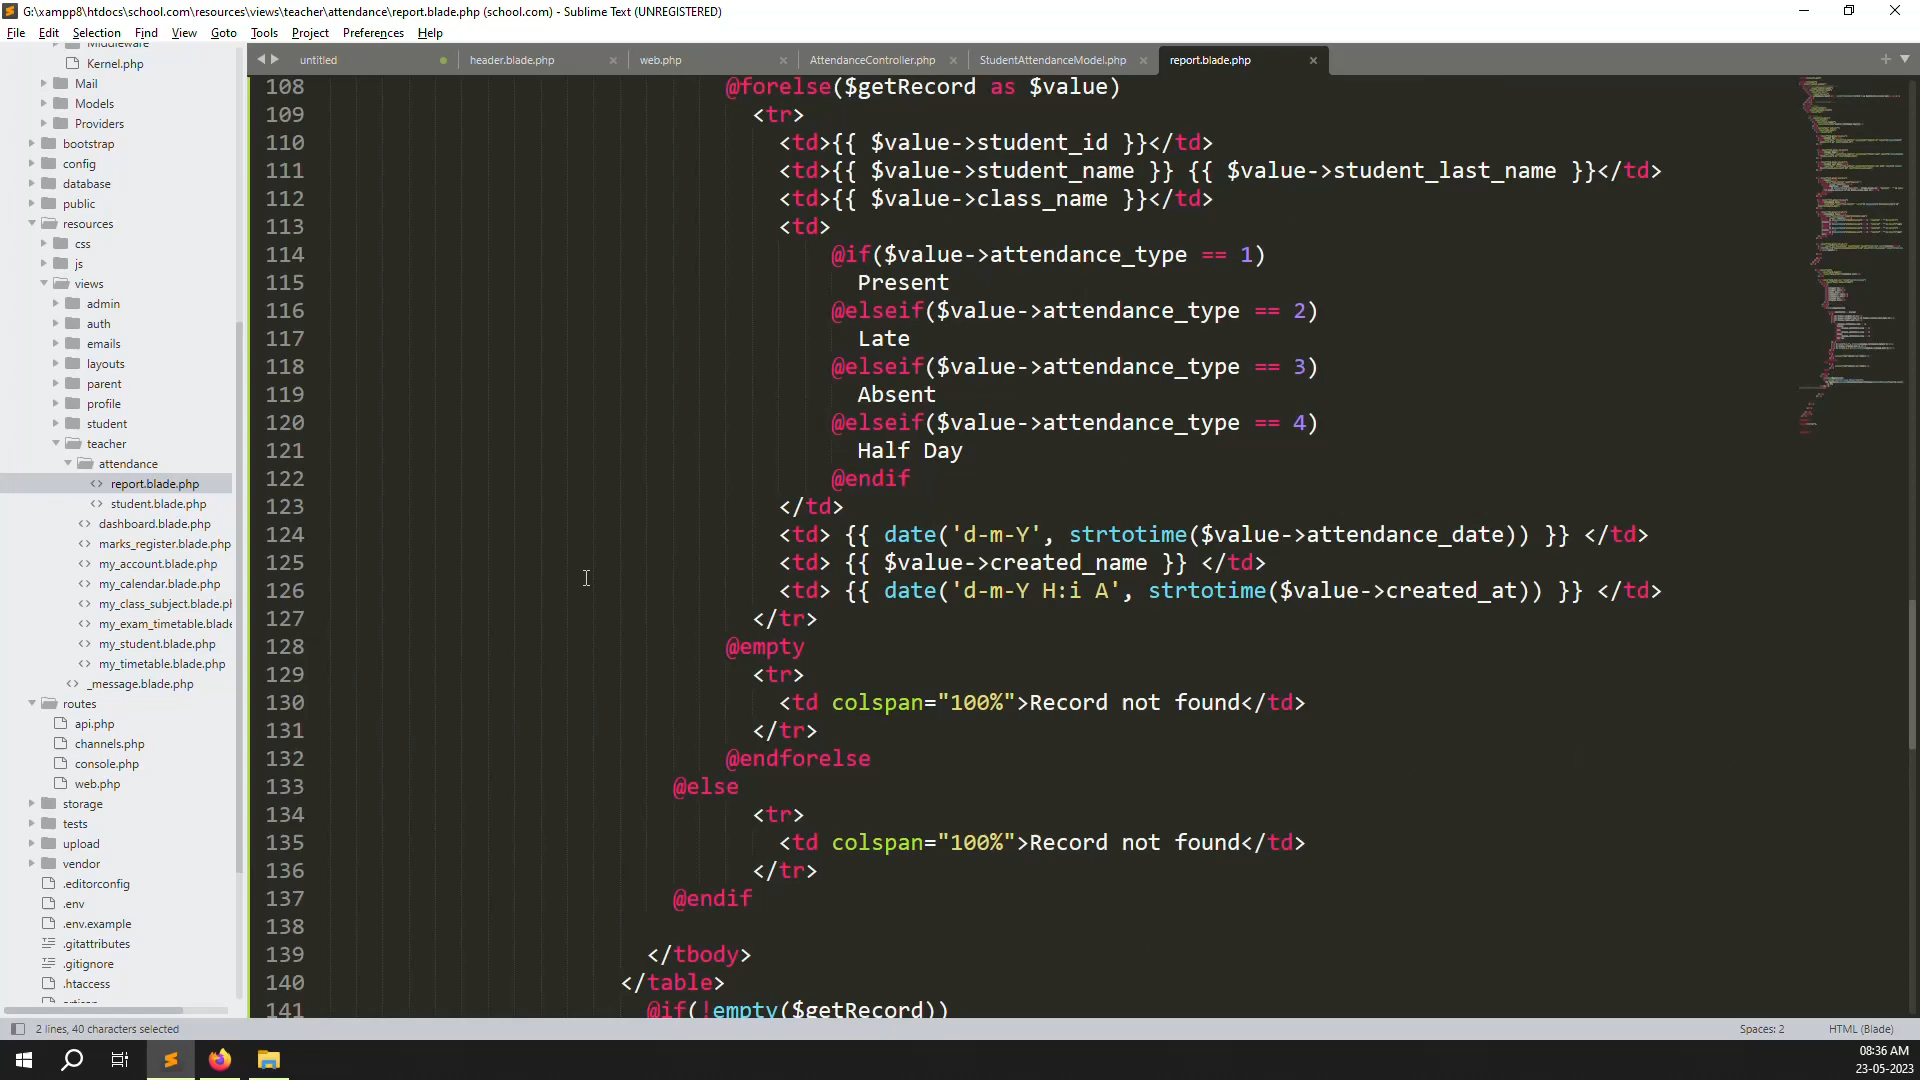 G:\xampp8\htdocs\school.com\resources\views\teacher\attendance\report.blade.php (school.com) - Sublime Text (UNREGISTERED)
File Edit Selection Find View Goto Tools Project Preferences Help
untitled header.blade.php web.php AttendanceController.php StudentAttendanceModel.php report.blade.php
Middleware
Kernel.php
Mail
Models
Providers
bootstrap
config
database
public
resources
css
js
views
admin
auth
emails
layouts
parent
profile
student
teacher
attendance
report.blade.php
student.blade.php
dashboard.blade.php
marks_register.blade.php
my_account.blade.php
my_calendar.blade.php
my_class_subject.blade.ph
my_exam_timetable.blade
my_student.blade.php
my_timetable.blade.php
_message.blade.php
routes
api.php
channels.php
console.php
web.php
storage
tests
upload
vendor
.editorconfig
.env
.env.example
.gitattributes
.gitignore
.htaccess
108 @forelse($getRecord as $value)
109 <tr>
110 <td>{{ $value->student_id }}</td>
111 <td>{{ $value->student_name }} {{ $value->student_last_name }}</td>
112 <td>{{ $value->class_name }}</td>
113 <td>
114 @if($value->attendance_type == 1)
115 Present
116 @elseif($value->attendance_type == 2)
117 Late
118 @elseif($value->attendance_type == 3)
119 Absent
120 @elseif($value->attendance_type == 4)
121 Half Day
122 @endif
123 </td>
124 <td> {{ date('d-m-Y', strtotime($value->attendance_date)) }} </td>
125 <td> {{ $value->created_name }} </td>
126 <td> {{ date('d-m-Y H:i A', strtotime($value->created_at)) }} </td>
127 </tr>
128 @empty
129 <tr>
130 <td colspan="100%">Record not found</td>
131 </tr>
132 @endforelse
133 @else
134 <tr>
135 <td colspan="100%">Record not found</td>
136 </tr>
137 @endif
138
139 </tbody>
140 </table>
141 @if(!empty($getRecord))
2 lines, 40 characters selected
Spaces: 2 HTML (Blade)
08:36 AM
23-05-2023